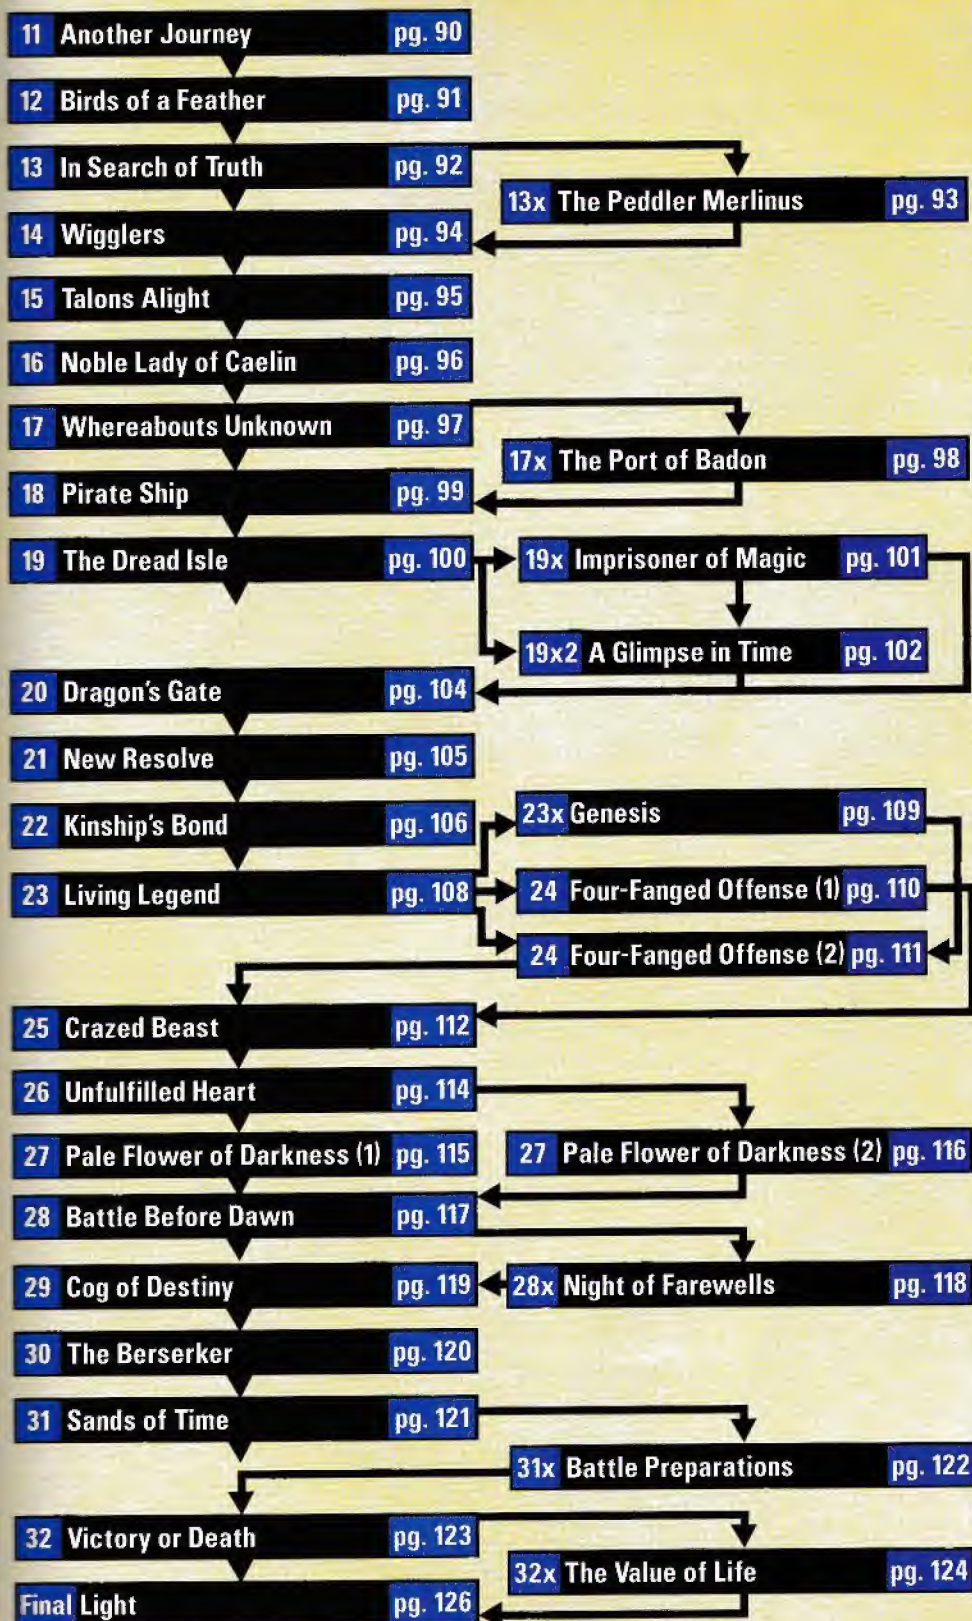 11 Another Journey pg. 90
12 Birds of a Feather pg. 91
13 In Search of Truth pg. 92
13x The Peddler Merlinus pg. 93
14 Wigglers pg. 94
15 Talons Alight pg. 95
16 Noble Lady of Caelin pg. 96
17 Whereabouts Unknown pg. 97
17x The Port of Badon pg. 98
18 Pirate Ship pg. 99
19 The Dread Isle pg. 100
19x Imprisoner of Magic pg. 101
19x2 A Glimpse in Time pg. 102
20 Dragon's Gate pg. 104
21 New Resolve pg. 105
22 Kinship's Bond pg. 106
23x Genesis pg. 109
23 Living Legend pg. 108
24 Four-Fanged Offense (1) pg. 110
24 Four-Fanged Offense (2) pg. 111
25 Crazed Beast pg. 112
26 Unfulfilled Heart pg. 114
27 Pale Flower of Darkness (1) pg. 115
27 Pale Flower of Darkness (2) pg. 116
28 Battle Before Dawn pg. 117
29 Cog of Destiny pg. 119
28x Night of Farewells pg. 118
30 The Berserker pg. 120
31 Sands of Time pg. 121
31x Battle Preparations pg. 122
32 Victory or Death pg. 123
32x The Value of Life pg. 124
Final Light pg. 126